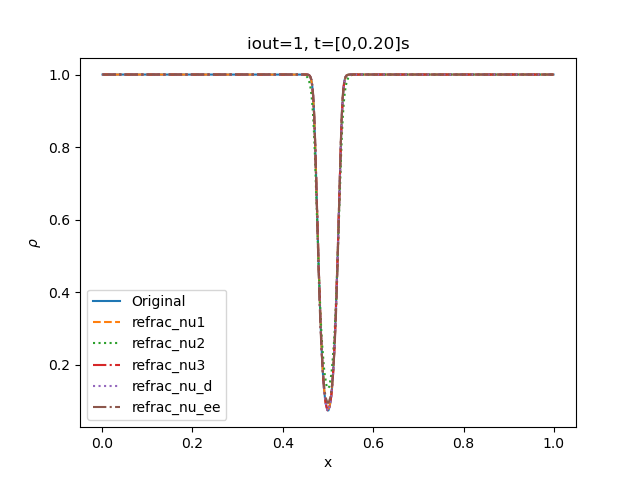 iout=1, t=[0,0.20]s
1.0
0.8
0.6
0.4
0.2
ρ
Original
refrac_nu1
refrac_nu2
refrac_nu3
refrac_nu_d
refrac_nu_ee
0.0 0.2 0.4 0.6 0.8 1.0
x